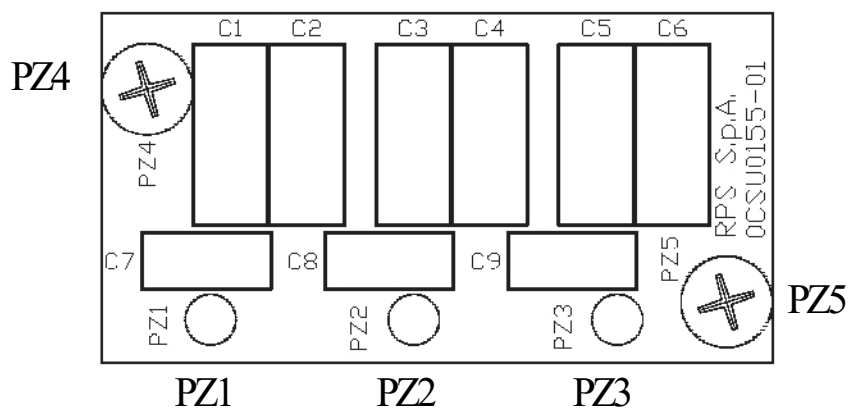 C1 C2 C3 C4 C5 C6
PZ4
PZ4
RPS S.p.A.
0CSU0155-01
C7 C8 C9
PZ5
PZ5
PZ1 PZ2 PZ3
PZ1 PZ2 PZ3